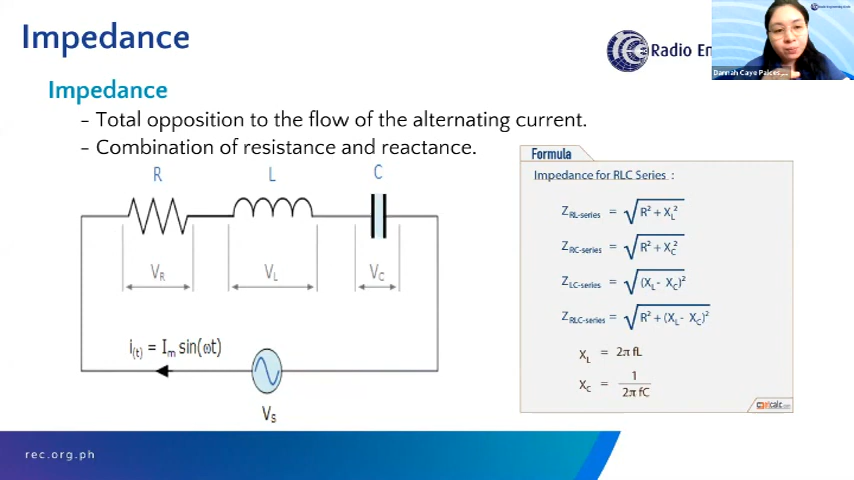 Impedance
Radio En
Dannah Caye Palces
Impedance
- Total opposition to the flow of the alternating current.
- Combination of resistance and reactance.
R L C
V_R V_L V_C
i_(t) = I_m sin(ωt)
V_S
Formula
Impedance for RLC Series :
Z_RL-series = √(R² + X_L²)
Z_RC-series = √(R² + X_C²)
Z_LC-series = √((X_L - X_C)²)
Z_RLC-series = √(R² + (X_L - X_C)²)
X_L = 2π fL
X_C = 1 / 2π fC
rec.org.ph